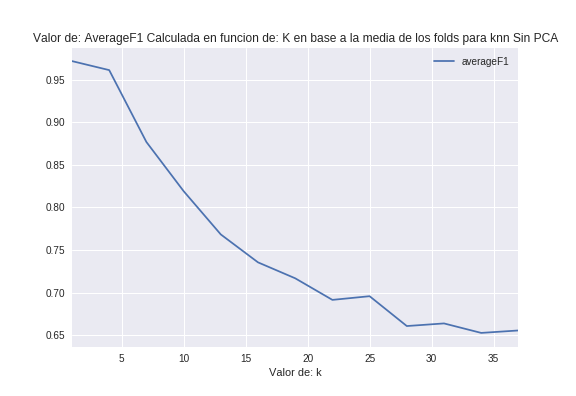 Valor de: AverageF1 Calculada en funcion de: K en base a la media de los folds para knn Sin PCA
averageF1
0.95
0.90
0.85
0.80
0.75
0.70
0.65
5 10 15 20 25 30 35
Valor de: k